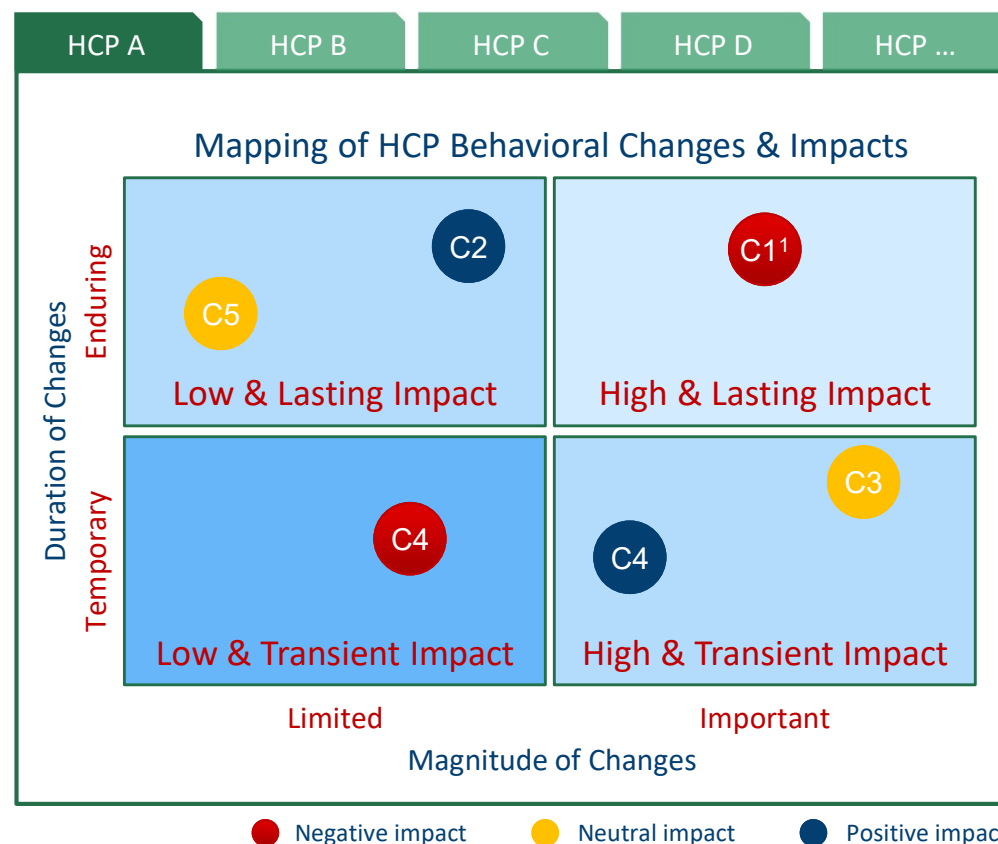 HCP A
HCP B
HCP C
HCP D
HCP ...
Mapping of HCP Behavioral Changes & Impacts
Duration of Changes
Enduring
Temporary
C2
C5
Low & Lasting Impact
C1¹
High & Lasting Impact
C4
Low & Transient Impact
C3
C4
High & Transient Impact
Limited
Important
Magnitude of Changes
Negative impact
Neutral impact
Positive impac